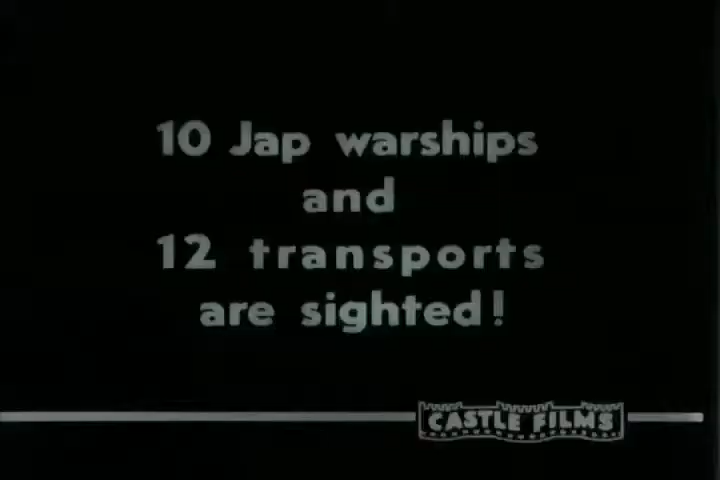 10 Jap warships
and
12 transports
are sighted!
CASTLE FILMS